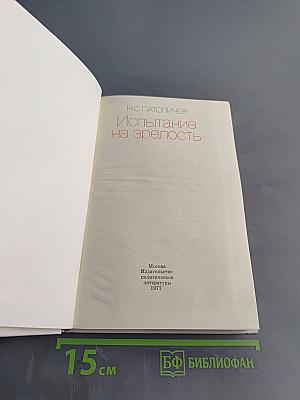 Н.С. ПАТОЛИЧЕВ
Испытание
на зрелость
Москва
Издательство
политической
литературы
1977
15 см
БФ БИБЛИОФАН